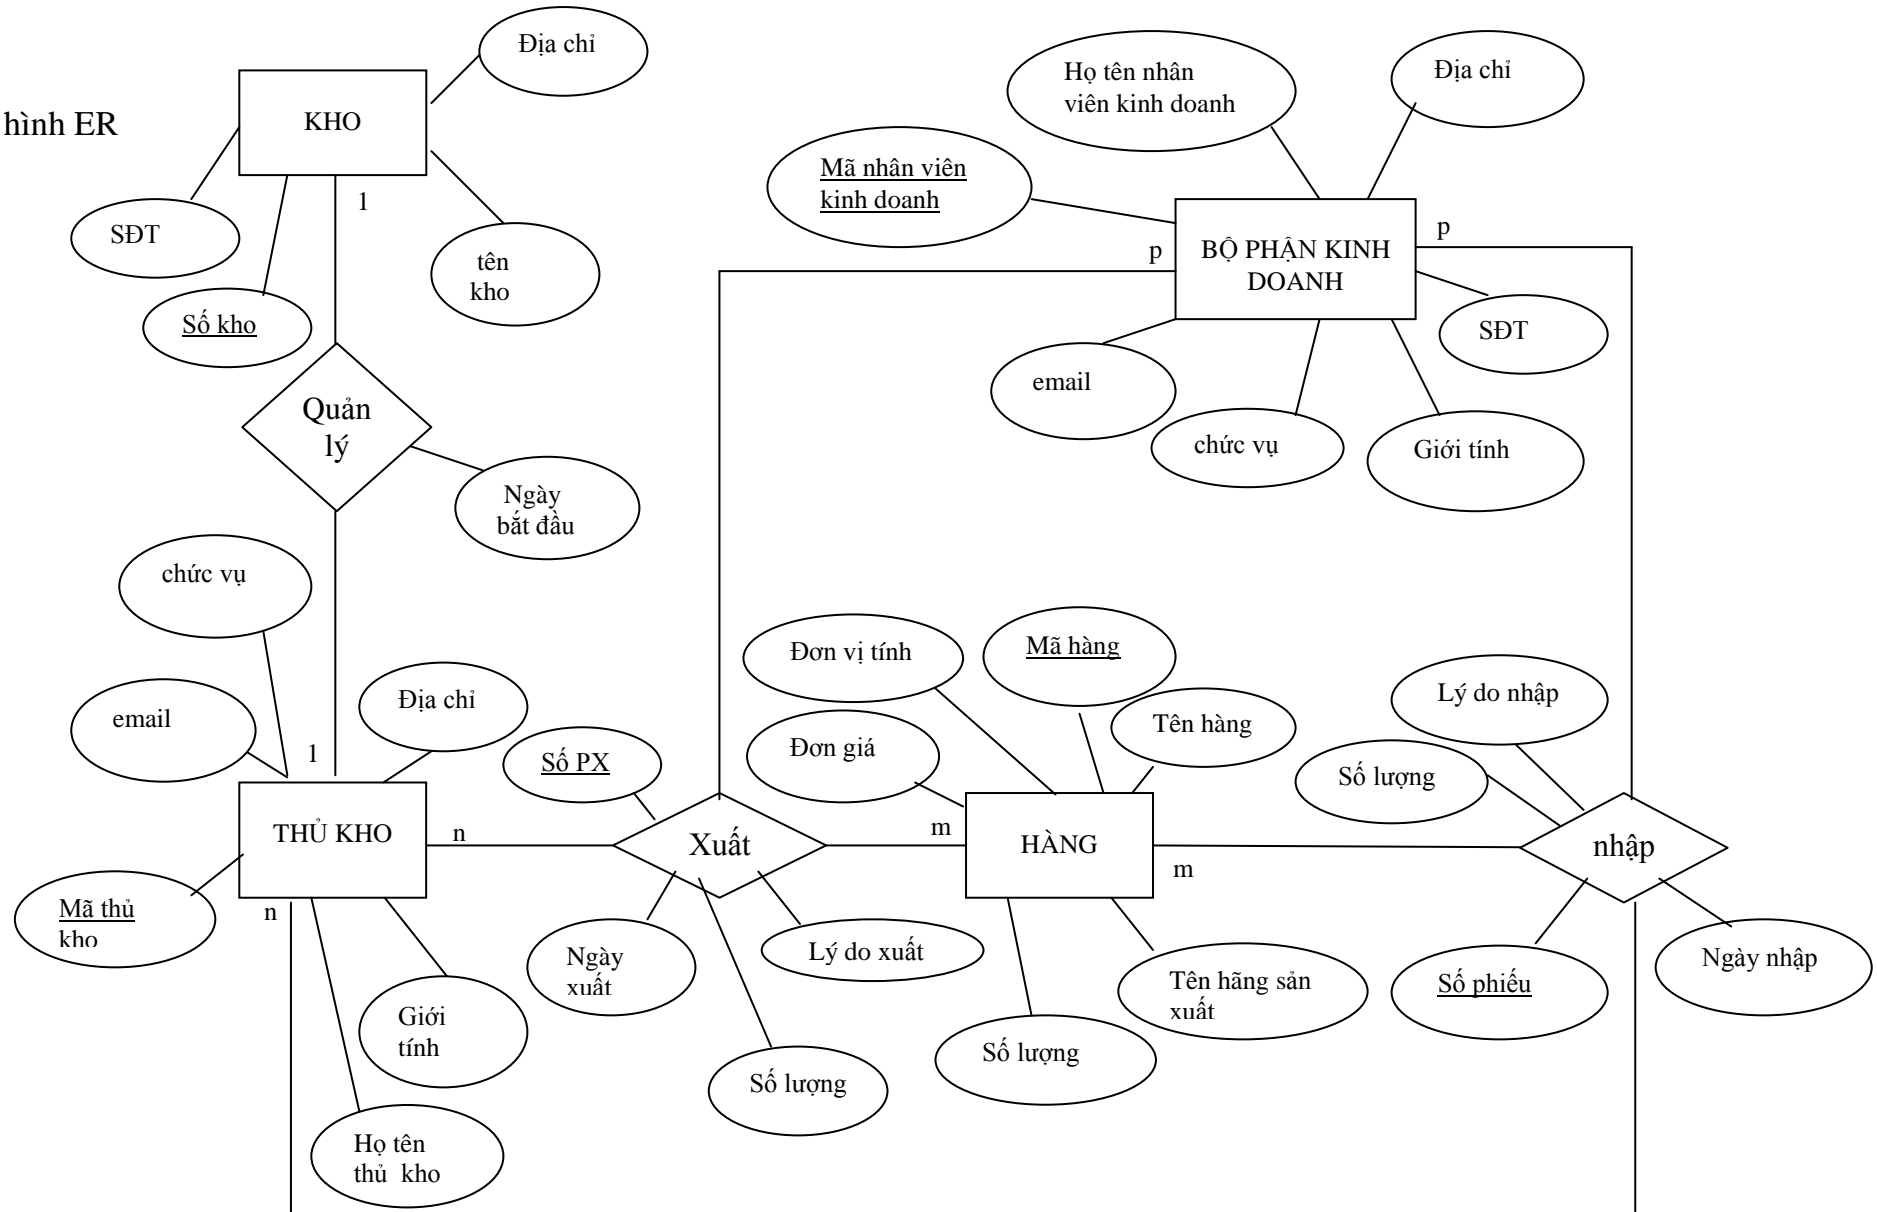 hình ER
Địa chỉ
KHO
SĐT
1
Số kho
tên
kho
Quản
lý
Ngày
bắt đầu
Họ tên nhân
viên kinh doanh
Địa chỉ
Mã nhân viên
kinh doanh
p
BỘ PHẬN KINH
DOANH
p
SĐT
email
chức vụ
Giới tính
chức vụ
email
Địa chỉ
1
THỦ KHO
Mã thủ
kho
n
n
Giới
tính
Họ tên
thủ kho
Số PX
Xuất
Ngày
xuất
Lý do xuất
Số lượng
m
Đơn vị tính
Mã hàng
Tên hàng
Đơn giá
HÀNG
m
Tên hãng sản
xuất
Số lượng
Lý do nhập
Số lượng
nhập
Số phiếu
Ngày nhập